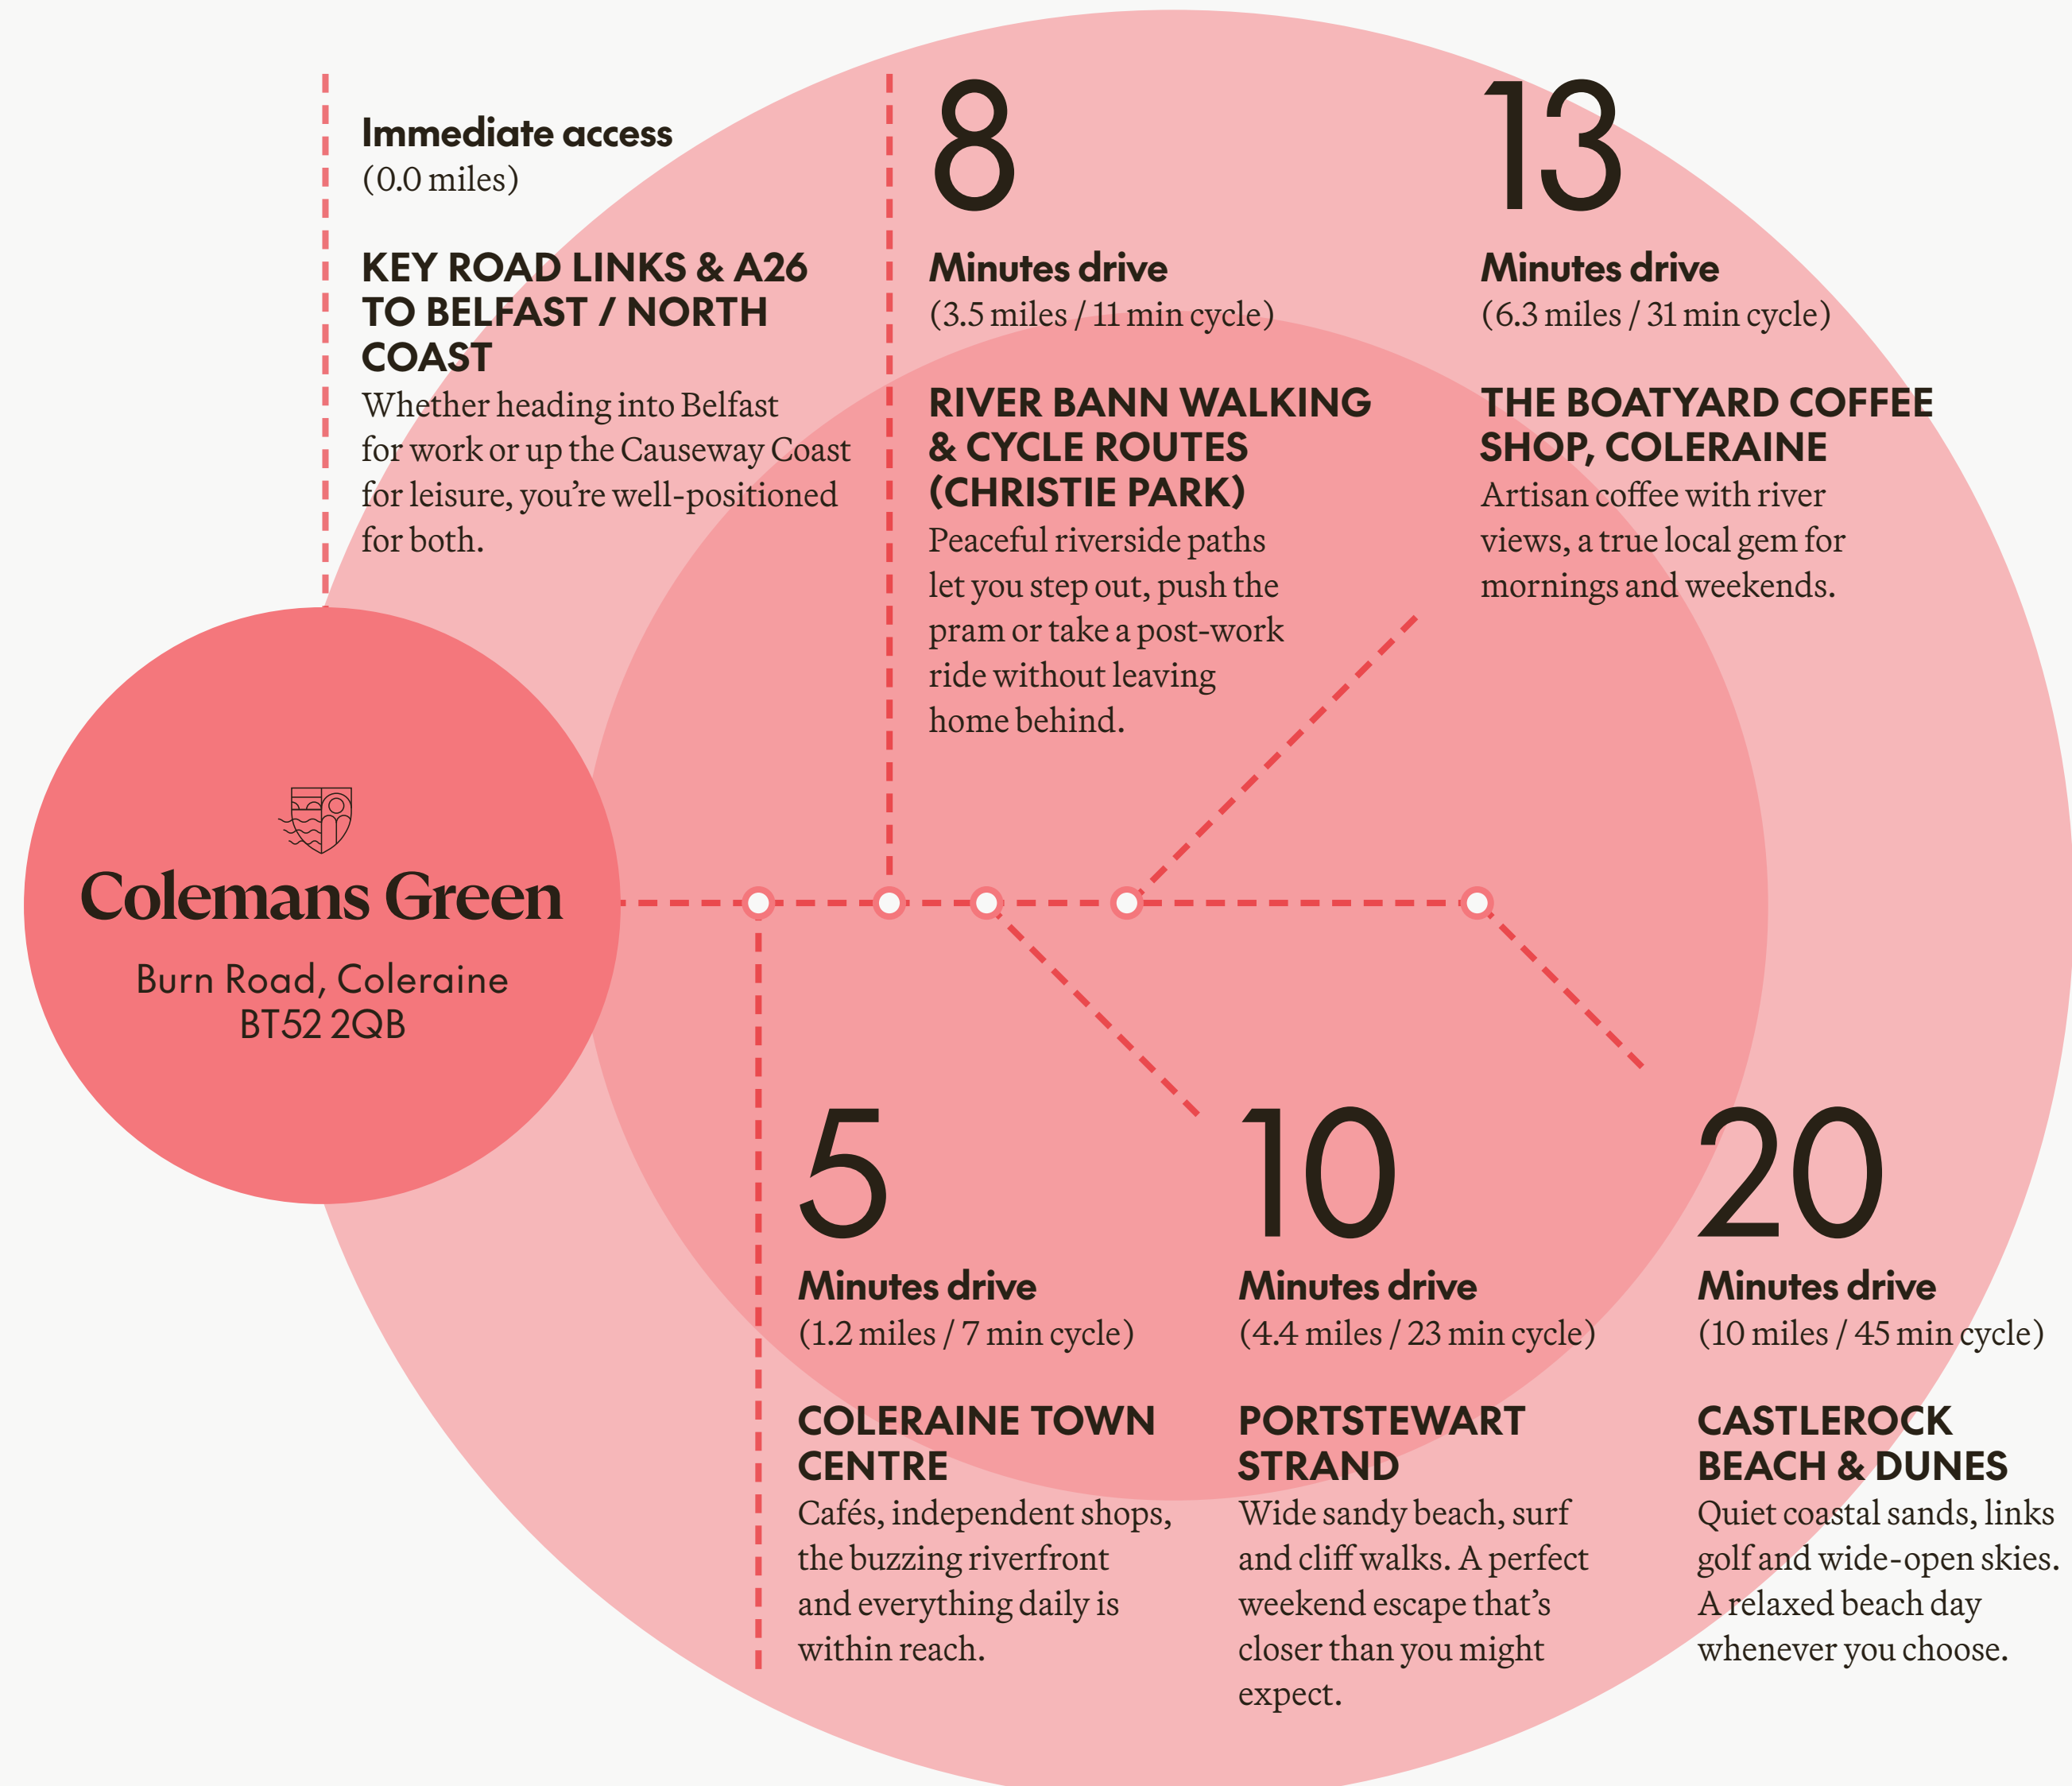 Immediate access
(0.0 miles)
KEY ROAD LINKS & A26
TO BELFAST / NORTH
COAST
Whether heading into Belfast
for work or up the Causeway Coast
for leisure, you’re well-positioned
for both.
8
Minutes drive
(3.5 miles / 11 min cycle)
RIVER BANN WALKING
& CYCLE ROUTES
(CHRISTIE PARK)
Peaceful riverside paths
let you step out, push the
pram or take a post-work
ride without leaving
home behind.
13
Minutes drive
(6.3 miles / 31 min cycle)
THE BOATYARD COFFEE
SHOP, COLERAINE
Artisan coffee with river
views, a true local gem for
mornings and weekends.
Colemans Green
Burn Road, Coleraine
BT52 2QB
5
Minutes drive
(1.2 miles / 7 min cycle)
COLERAINE TOWN
CENTRE
Cafés, independent shops,
the buzzing riverfront
and everything daily is
within reach.
10
Minutes drive
(4.4 miles / 23 min cycle)
PORTSTEWART
STRAND
Wide sandy beach, surf
and cliff walks. A perfect
weekend escape that’s
closer than you might
expect.
20
Minutes drive
(10 miles / 45 min cycle)
CASTLEROCK
BEACH & DUNES
Quiet coastal sands, links
golf and wide-open skies.
A relaxed beach day
whenever you choose.